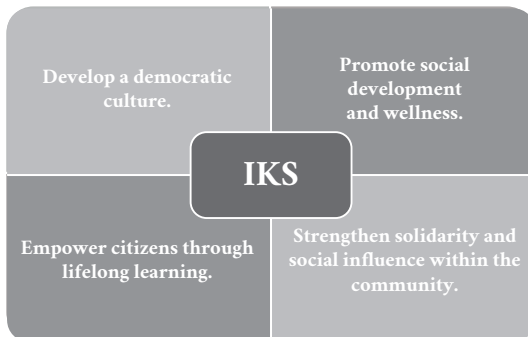 Develop a democratic
culture.
Promote social
development
and wellness.
IKS
Empower citizens through
lifelong learning.
Strengthen solidarity and
social influence within the
community.